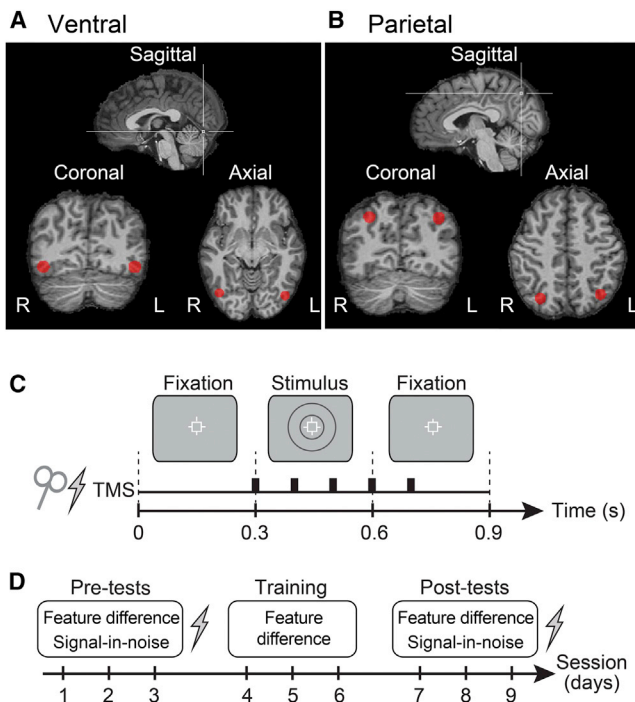 A Ventral
Sagittal
Coronal Axial
R L R L
B Parietal
Sagittal
Coronal Axial
R L R L
C
Fixation Stimulus Fixation
TMS
Time (s)
0 0.3 0.6 0.9
D
Pre-tests Training Post-tests
Feature difference Feature Feature difference
Signal-in-noise difference Signal-in-noise
Session
(days)
1 2 3 4 5 6 7 8 9